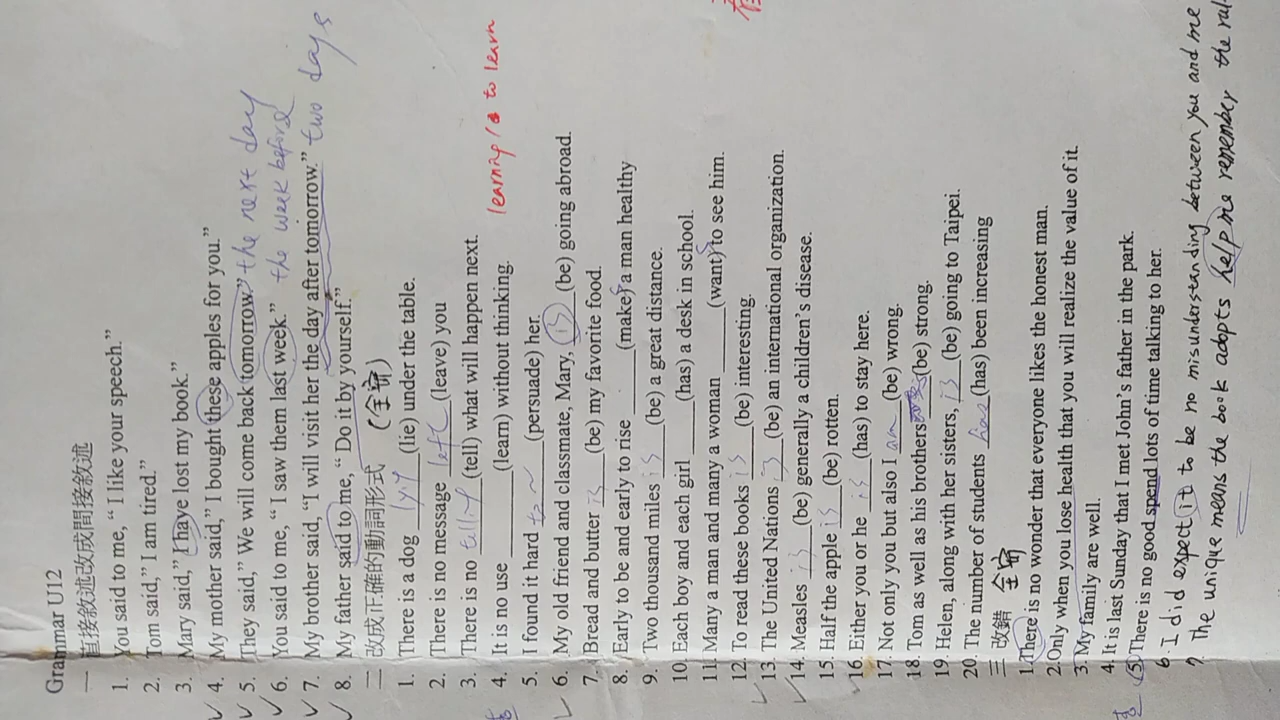 Grammar U12
一 直接敘述改成間接敘述
1. You said to me, “ I like your speech.”
2. Tom said,” I am tired.”
3. Mary said,” I have lost my book.”
4. My mother said,” I bought these apples for you.”
5. They said,” We will come back tomorrow.” the next day
6. You said to me, “ I saw them last week.” the week before
7. My brother said, “I will visit her the day after tomorrow.” two days
8. My father said to me, “ Do it by yourself.”
二 改成正確的動詞形式 (全寫)
1. There is a dog lyf (lie) under the table.
2. There is no message left (leave) you
3. There is no (tell) what will happen next.
4. It is no use (learn) without thinking. learning / to learn
5. I found it hard to ~ (persuade) her.
6. My old friend and classmate, Mary, is (be) going abroad.
7. Bread and butter is (be) my favorite food.
8. Early to be and early to rise (make)s a man healthy
9. Two thousand miles is (be) a great distance.
10. Each boy and each girl (has) a desk in school.
11. Many a man and many a woman (want)s to see him.
12. To read these books is (be) interesting.
13. The United Nations is (be) an international organization.
14. Measles is (be) generally a children’s disease.
15. Half the apple is (be) rotten.
16. Either you or he is (has) to stay here.
17. Not only you but also I am (be) wrong.
18. Tom as well as his brothers (be) strong.
19. Helen, along with her sisters, is (be) going to Taipei.
20. The number of students has (has) been increasing
三 改錯 全寫
1. There is no wonder that everyone likes the honest man.
2. Only when you lose health that you will realize the value of it.
3. My family are well.
4. It is last Sunday that I met John’s father in the park.
5. There is no good spend lots of time talking to her.
6. I did expect it to be no misunderstanding between you and me
7. The unique means the book adopts help me remember the